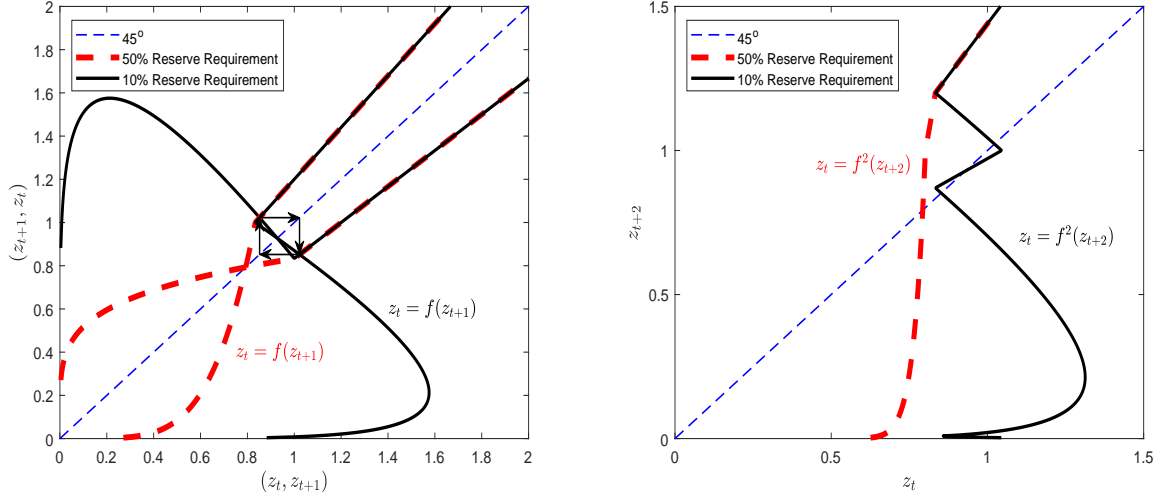 2
1.8
1.6
1.4
1.2
1
0.8
0.6
0.4
0.2
0
0 0.2 0.4 0.6 0.8 1 1.2 1.4 1.6 1.8 2
(z_{t+1}, z_t)
(z_t, z_{t+1})
45°
50% Reserve Requirement
10% Reserve Requirement
z_t = f(z_{t+1})
z_t = f(z_{t+1})
1.5
1
0.5
0
0 0.5 1 1.5
z_{t+2}
z_t
45°
50% Reserve Requirement
10% Reserve Requirement
z_t = f²(z_{t+2})
z_t = f²(z_{t+2})